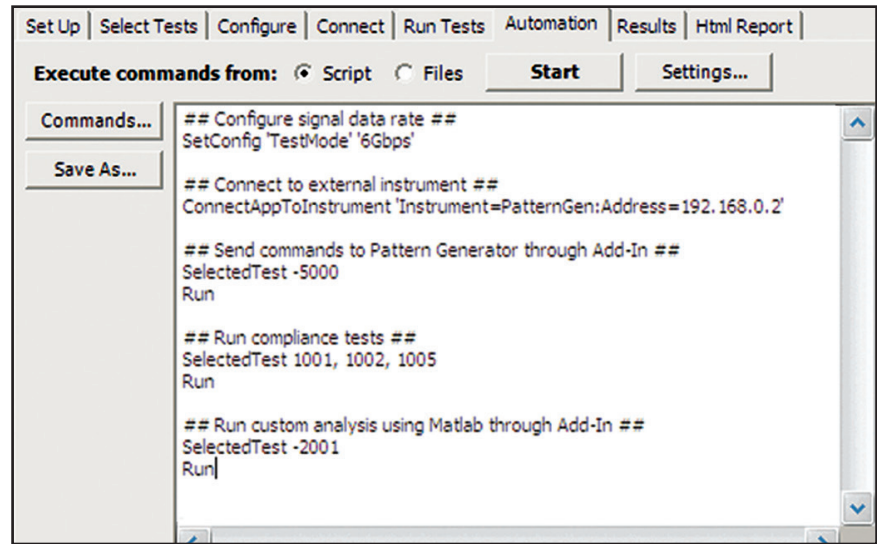 Set Up Select Tests Configure Connect Run Tests Automation Results Html Report
Execute commands from: Script Files Start Settings...
Commands...
Save As...
## Configure signal data rate ##
SetConfig 'TestMode' '6Gbps'
## Connect to external instrument ##
ConnectAppToInstrument 'Instrument=PatternGen:Address=192.168.0.2'
## Send commands to Pattern Generator through Add-In ##
SelectedTest -5000
Run
## Run compliance tests ##
SelectedTest 1001, 1002, 1005
Run
## Run custom analysis using Matlab through Add-In ##
SelectedTest -2001
Run